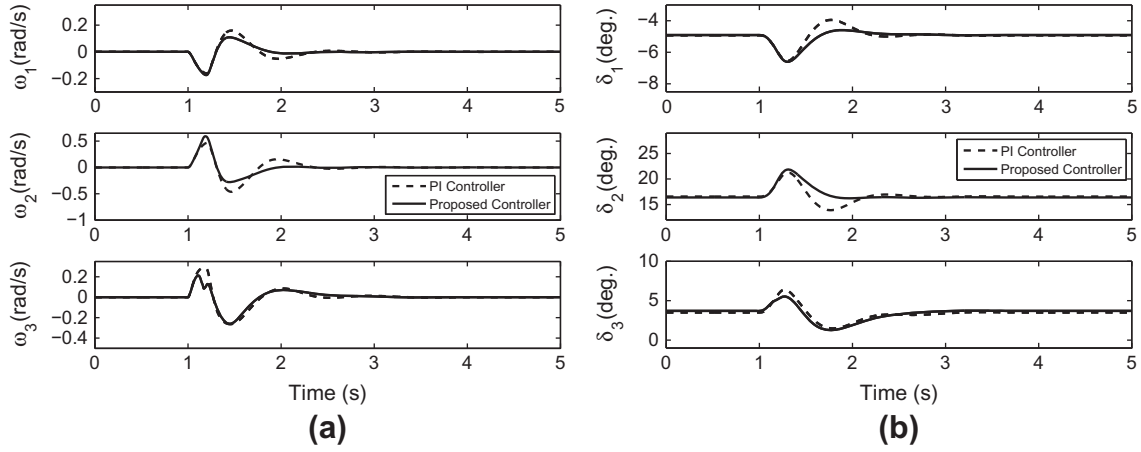 ω1(rad/s)
0.2
0
−0.2
0 1 2 3 4 5
ω2(rad/s)
0.5
0
−0.5
−1
PI Controller
Proposed Controller
0 1 2 3 4 5
ω3(rad/s)
0.2
0
−0.2
−0.4
0 1 2 3 4 5
Time (s)
(a)
δ1(deg.)
−4
−6
−8
0 1 2 3 4 5
δ2(deg.)
25
20
15
PI Controller
Proposed Controller
0 1 2 3 4 5
δ3(deg.)
10
5
0
PI Controller
Proposed Controller
0 1 2 3 4 5
Time (s)
(b)